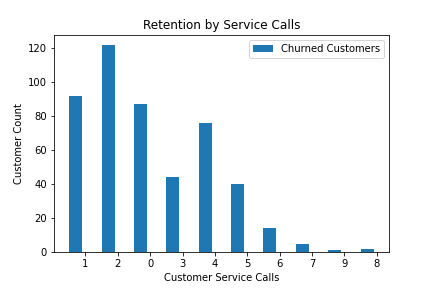 Retention by Service Calls
Churned Customers
Customer Count
120
100
80
60
40
20
0
1 2 0 3 4 5 6 7 9 8
Customer Service Calls